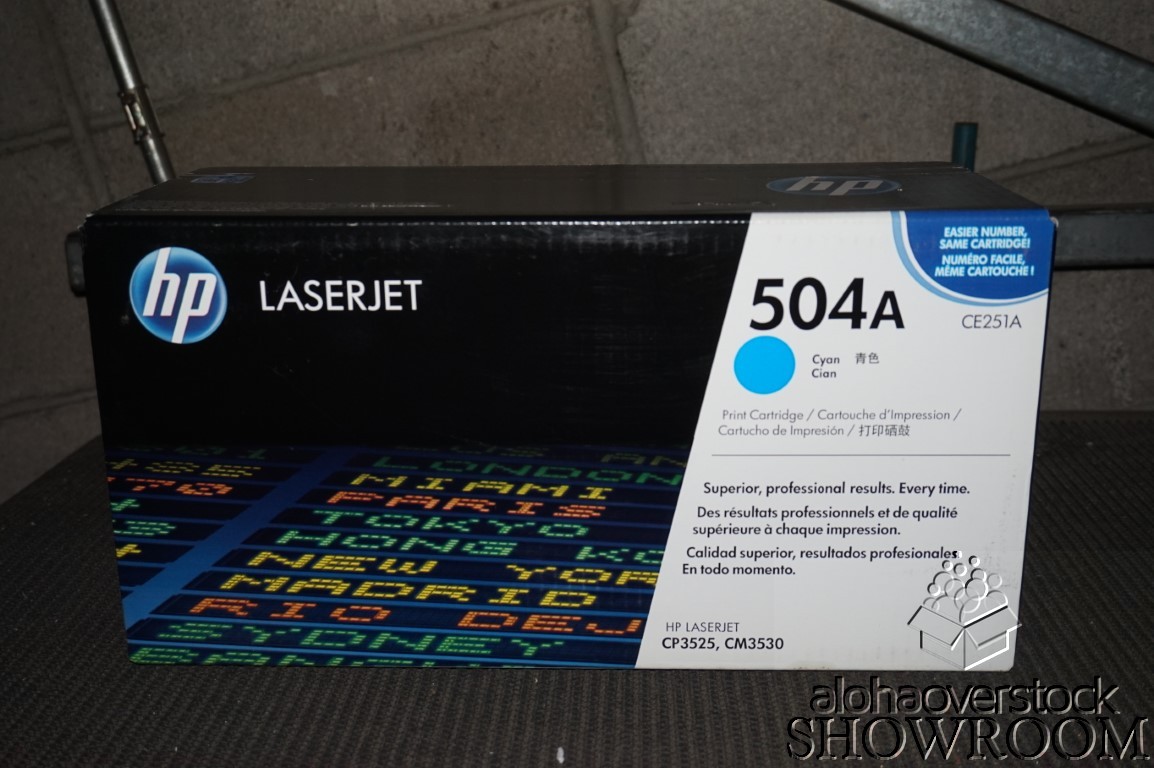 hp
hp
LASERJET
EASIER NUMBER,
SAME CARTRIDGE!
NUMÉRO FACILE,
MÊME CARTOUCHE !
504A
CE251A
Cyan 青色
Cian
Print Cartridge / Cartouche d'Impression /
Cartucho de Impresión / 打印硒鼓
Superior, professional results. Every time.
Des résultats professionnels et de qualité
supérieure à chaque impression.
Calidad superior, resultados profesionales.
En todo momento.
HP LASERJET
CP3525, CM3530
LONDON
MIAMI
PARIS
TOKYO
HONG KO
NEW YOR
MADRID
RIO DEJ
SYDNEY
alohaoverstock
SHOWROOM